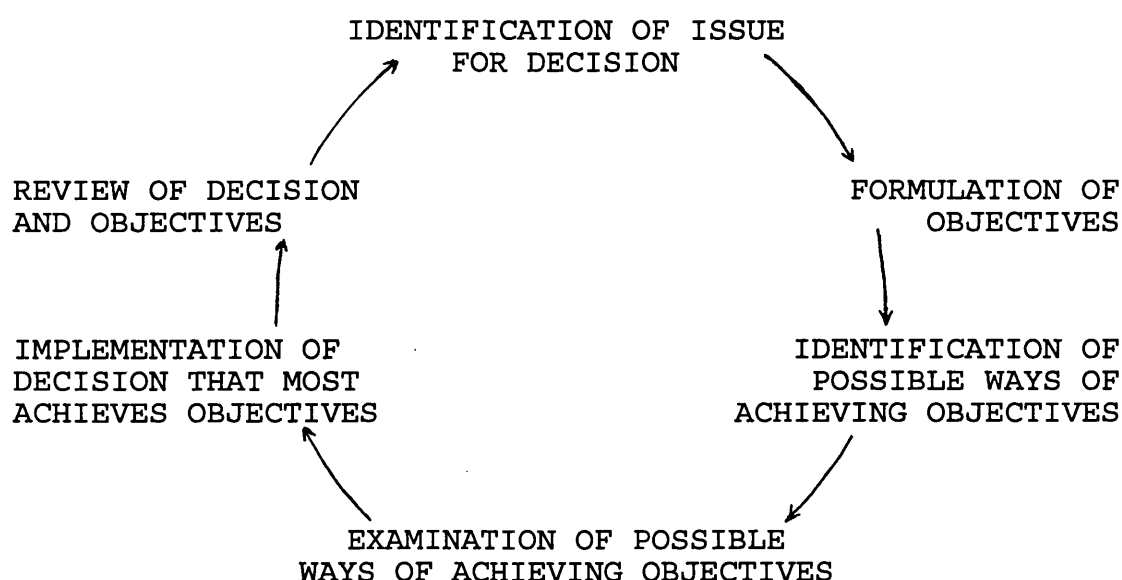 IDENTIFICATION OF ISSUE
FOR DECISION
FORMULATION OF
OBJECTIVES
IDENTIFICATION OF
POSSIBLE WAYS OF
ACHIEVING OBJECTIVES
EXAMINATION OF POSSIBLE
WAYS OF ACHIEVING OBJECTIVES
IMPLEMENTATION OF
DECISION THAT MOST
ACHIEVES OBJECTIVES
REVIEW OF DECISION
AND OBJECTIVES